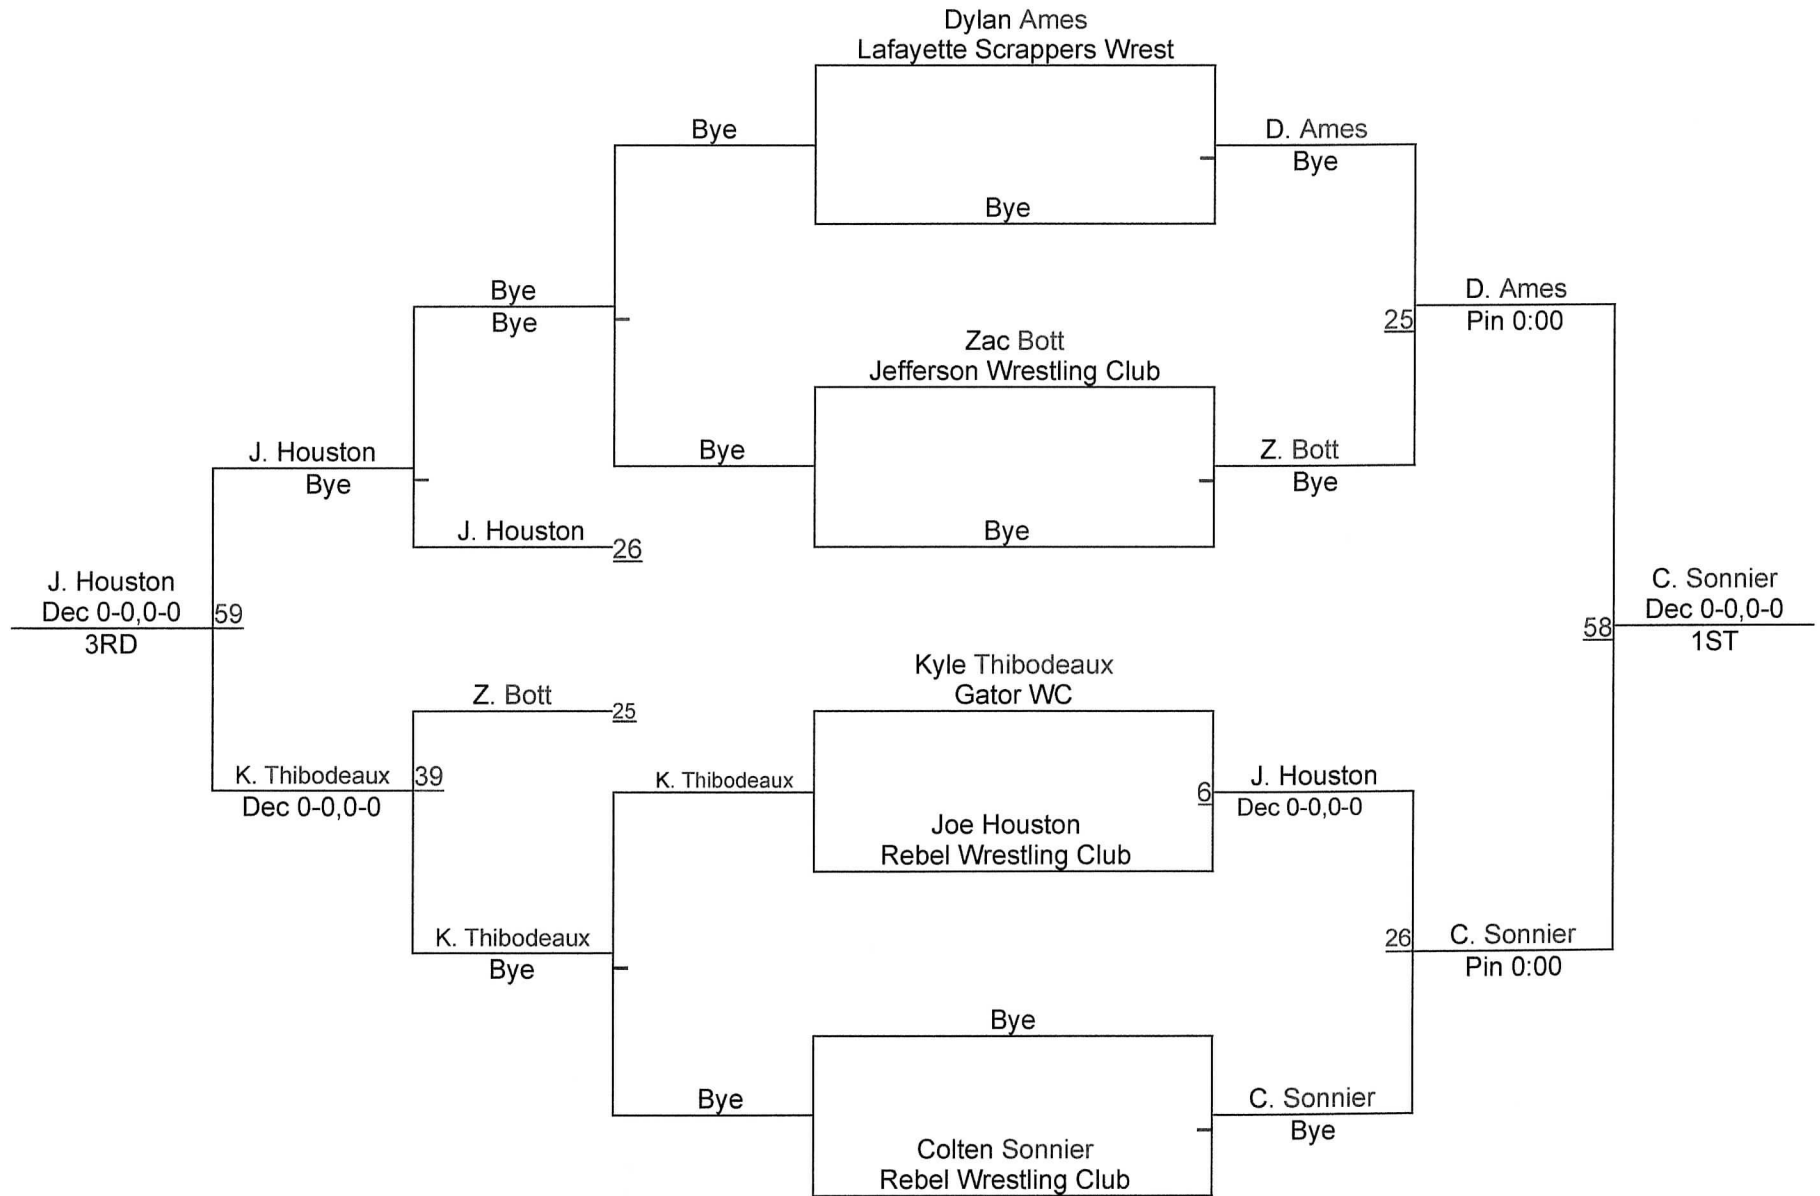 Dylan Ames
Lafayette Scrappers Wrest
Bye
D. Ames
Bye
Bye
Bye
Bye
D. Ames
Pin 0:00
25
Zac Bott
Jefferson Wrestling Club
J. Houston
Bye
Bye
Z. Bott
Bye
J. Houston
26
Bye
J. Houston
Dec 0-0,0-0
59
3RD
C. Sonnier
Dec 0-0,0-0
58
1ST
Z. Bott
25
Kyle Thibodeaux
Gator WC
K. Thibodeaux
39
Dec 0-0,0-0
K. Thibodeaux
6
J. Houston
Dec 0-0,0-0
Joe Houston
Rebel Wrestling Club
K. Thibodeaux
Bye
26
C. Sonnier
Pin 0:00
Bye
Bye
C. Sonnier
Bye
Colten Sonnier
Rebel Wrestling Club